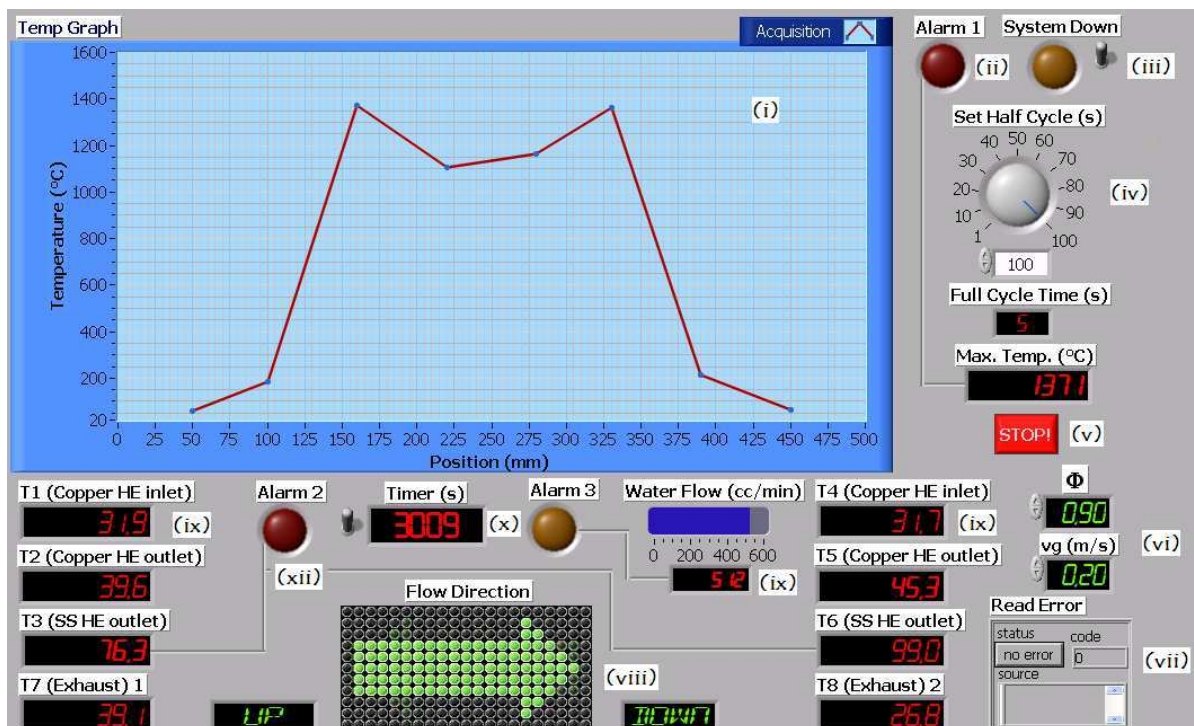 Temp Graph
Acquisition
Temperature (°C)
1600
1400
1200
1000
800
600
400
200
20
0 25 50 75 100 125 150 175 200 225 250 275 300 325 350 375 400 425 450 475 500
Position (mm)
(i)
Alarm 1
System Down
(ii)
(iii)
Set Half Cycle (s)
1 10 20 30 40 50 60 70 80 90 100
(iv)
100
Full Cycle Time (s)
5
Max. Temp. (°C)
1371
STOP!
(v)
T1 (Copper HE inlet)
31,9
(ix)
T2 (Copper HE outlet)
39,6
T3 (SS HE outlet)
76,3
T7 (Exhaust) 1
39,1
Alarm 2
(xii)
Timer (s)
3009
(x)
Alarm 3
Water Flow (cc/min)
0 200 400 600
512
(ix)
Flow Direction
(viii)
UP
DOWN
T4 (Copper HE inlet)
31,7
(ix)
T5 (Copper HE outlet)
45,3
T6 (SS HE outlet)
99,0
T8 (Exhaust) 2
26,8
Φ
0,90
vg (m/s)
0,20
(vi)
Read Error
status
code
no error
0
source
(vii)